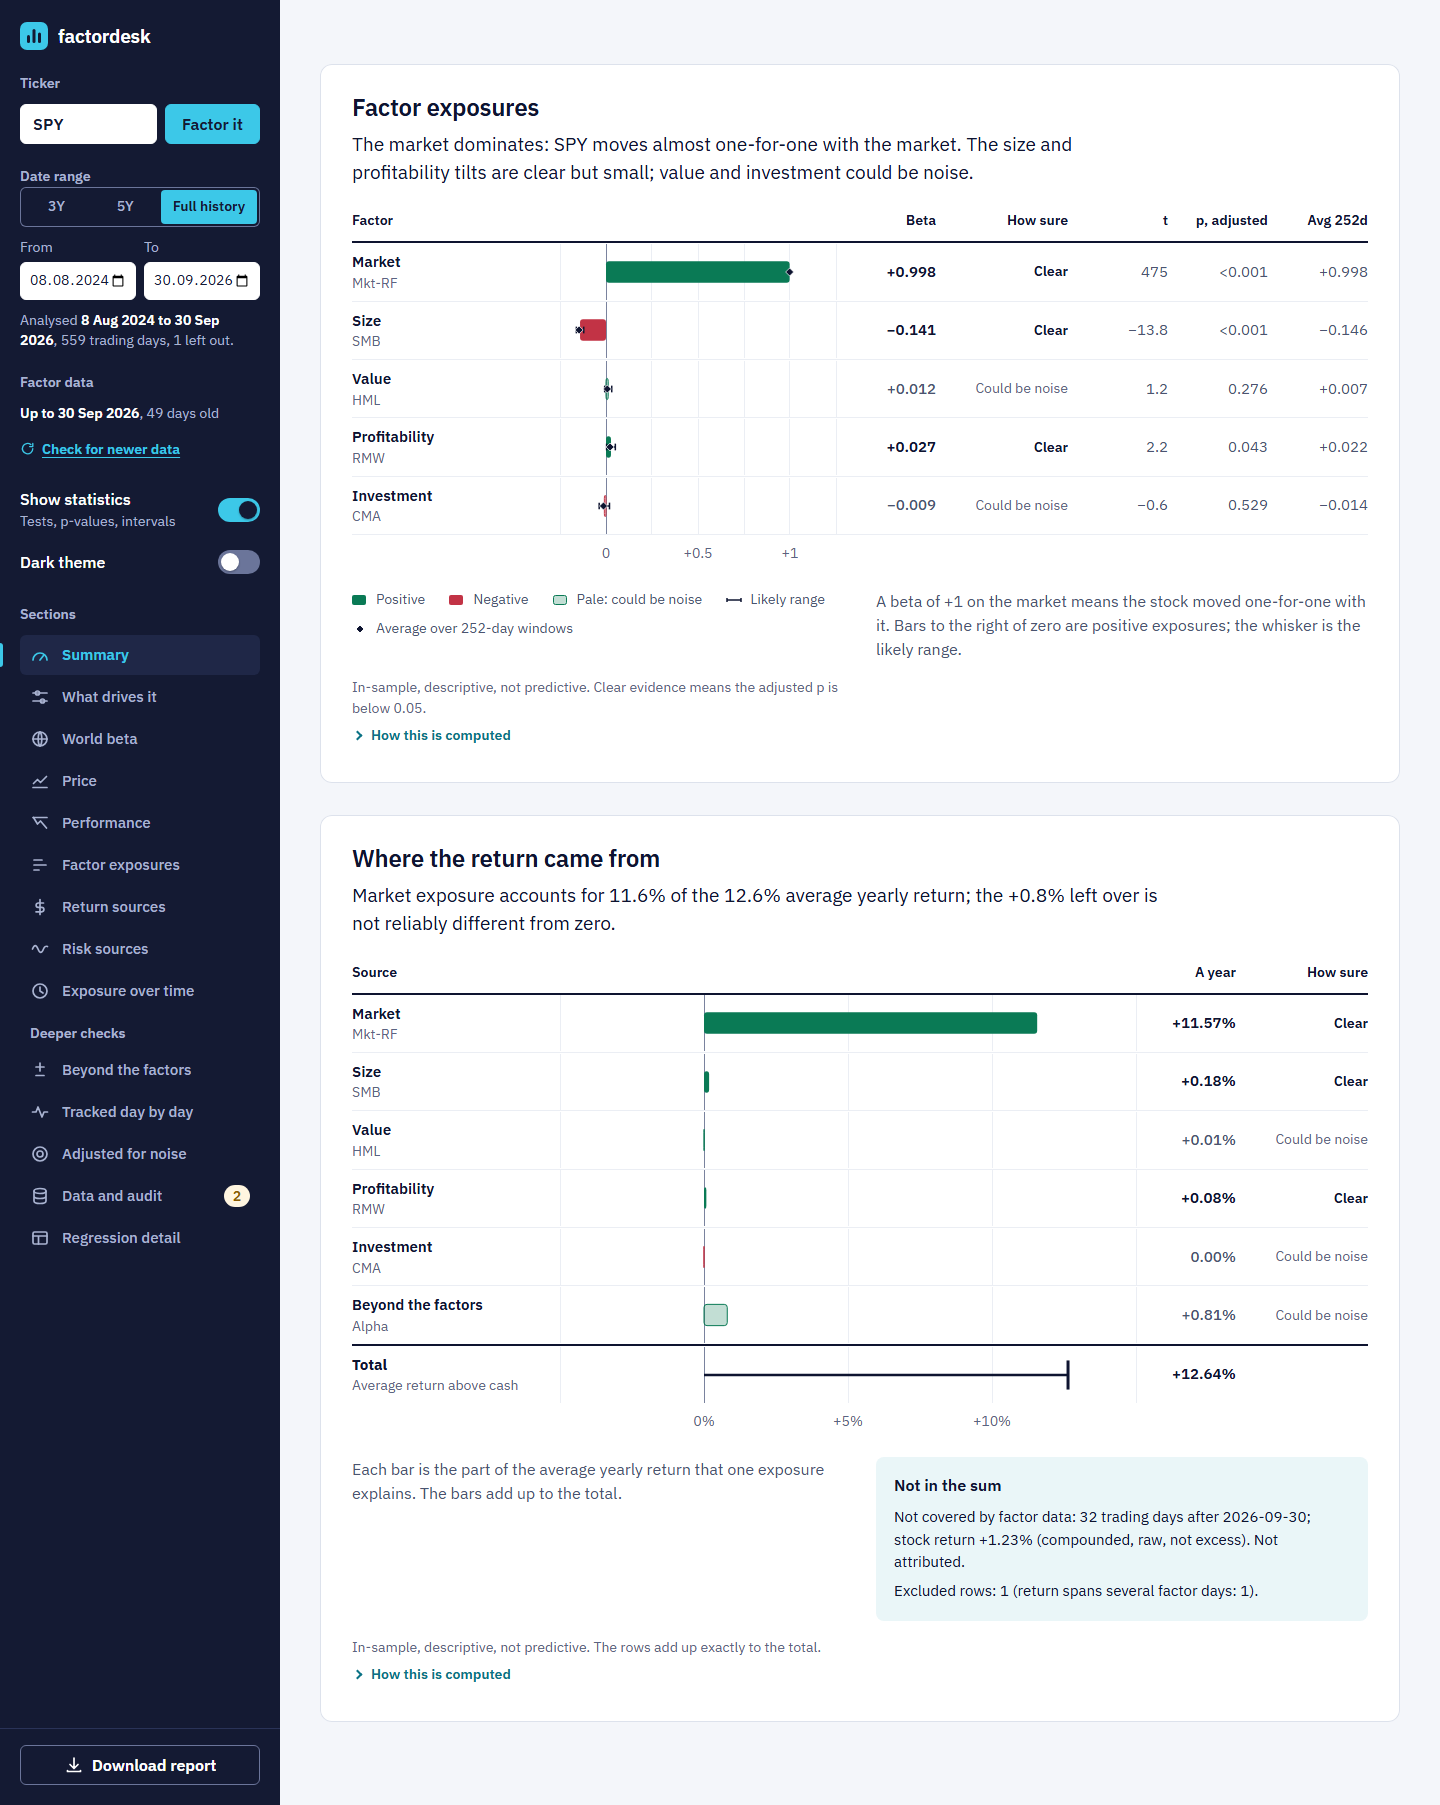 factordesk
Ticker
SPY
Factor it
Date range
3Y 5Y Full history
From To
08.08.2024 30.09.2026
Analysed 8 Aug 2024 to 30 Sep
2026, 559 trading days, 1 left out.
Factor data
Up to 30 Sep 2026, 49 days old
Check for newer data
Show statistics
Tests, p-values, intervals
Dark theme
Sections
Summary
What drives it
World beta
Price
Performance
Factor exposures
Return sources
Risk sources
Exposure over time
Deeper checks
Beyond the factors
Tracked day by day
Adjusted for noise
Data and audit 2
Regression detail
Download report
Factor exposures
The market dominates: SPY moves almost one-for-one with the market. The size and
profitability tilts are clear but small; value and investment could be noise.
Factor Beta How sure t p, adjusted Avg 252d
Market
Mkt-RF
+0.998 Clear 475 <0.001 +0.998
Size
SMB
−0.141 Clear −13.8 <0.001 −0.146
Value
HML
+0.012 Could be noise 1.2 0.276 +0.007
Profitability
RMW
+0.027 Clear 2.2 0.043 +0.022
Investment
CMA
−0.009 Could be noise −0.6 0.529 −0.014
0 +0.5 +1
Positive Negative Pale: could be noise Likely range
Average over 252-day windows
A beta of +1 on the market means the stock moved one-for-one with
it. Bars to the right of zero are positive exposures; the whisker is the
likely range.
In-sample, descriptive, not predictive. Clear evidence means the adjusted p is
below 0.05.
How this is computed
Where the return came from
Market exposure accounts for 11.6% of the 12.6% average yearly return; the +0.8% left over is
not reliably different from zero.
Source A year How sure
Market
Mkt-RF
+11.57% Clear
Size
SMB
+0.18% Clear
Value
HML
+0.01% Could be noise
Profitability
RMW
+0.08% Clear
Investment
CMA
0.00% Could be noise
Beyond the factors
Alpha
+0.81% Could be noise
Total
Average return above cash
+12.64%
0% +5% +10%
Each bar is the part of the average yearly return that one exposure
explains. The bars add up to the total.
Not in the sum
Not covered by factor data: 32 trading days after 2026-09-30;
stock return +1.23% (compounded, raw, not excess). Not
attributed.
Excluded rows: 1 (return spans several factor days: 1).
In-sample, descriptive, not predictive. The rows add up exactly to the total.
How this is computed